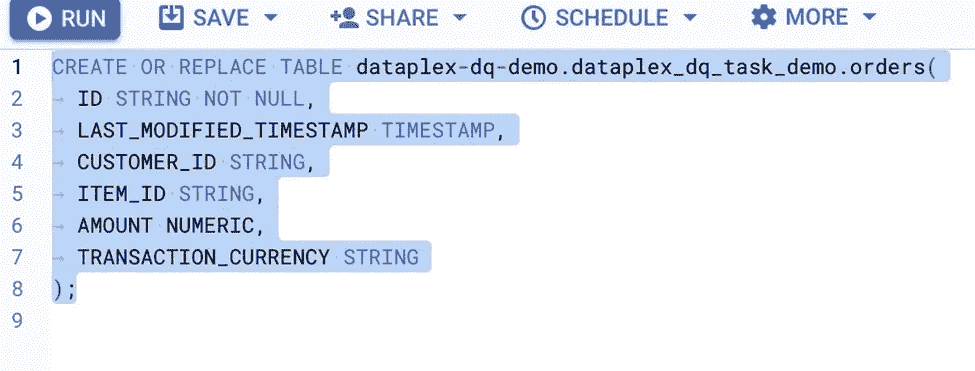 RUN SAVE SHARE SCHEDULE MORE
1 CREATE OR REPLACE TABLE dataplex-dq-demo.dataplex_dq_task_demo.orders(
2 ID STRING NOT NULL,
3 LAST_MODIFIED_TIMESTAMP TIMESTAMP,
4 CUSTOMER_ID STRING,
5 ITEM_ID STRING,
6 AMOUNT NUMERIC,
7 TRANSACTION_CURRENCY STRING
8 );
9